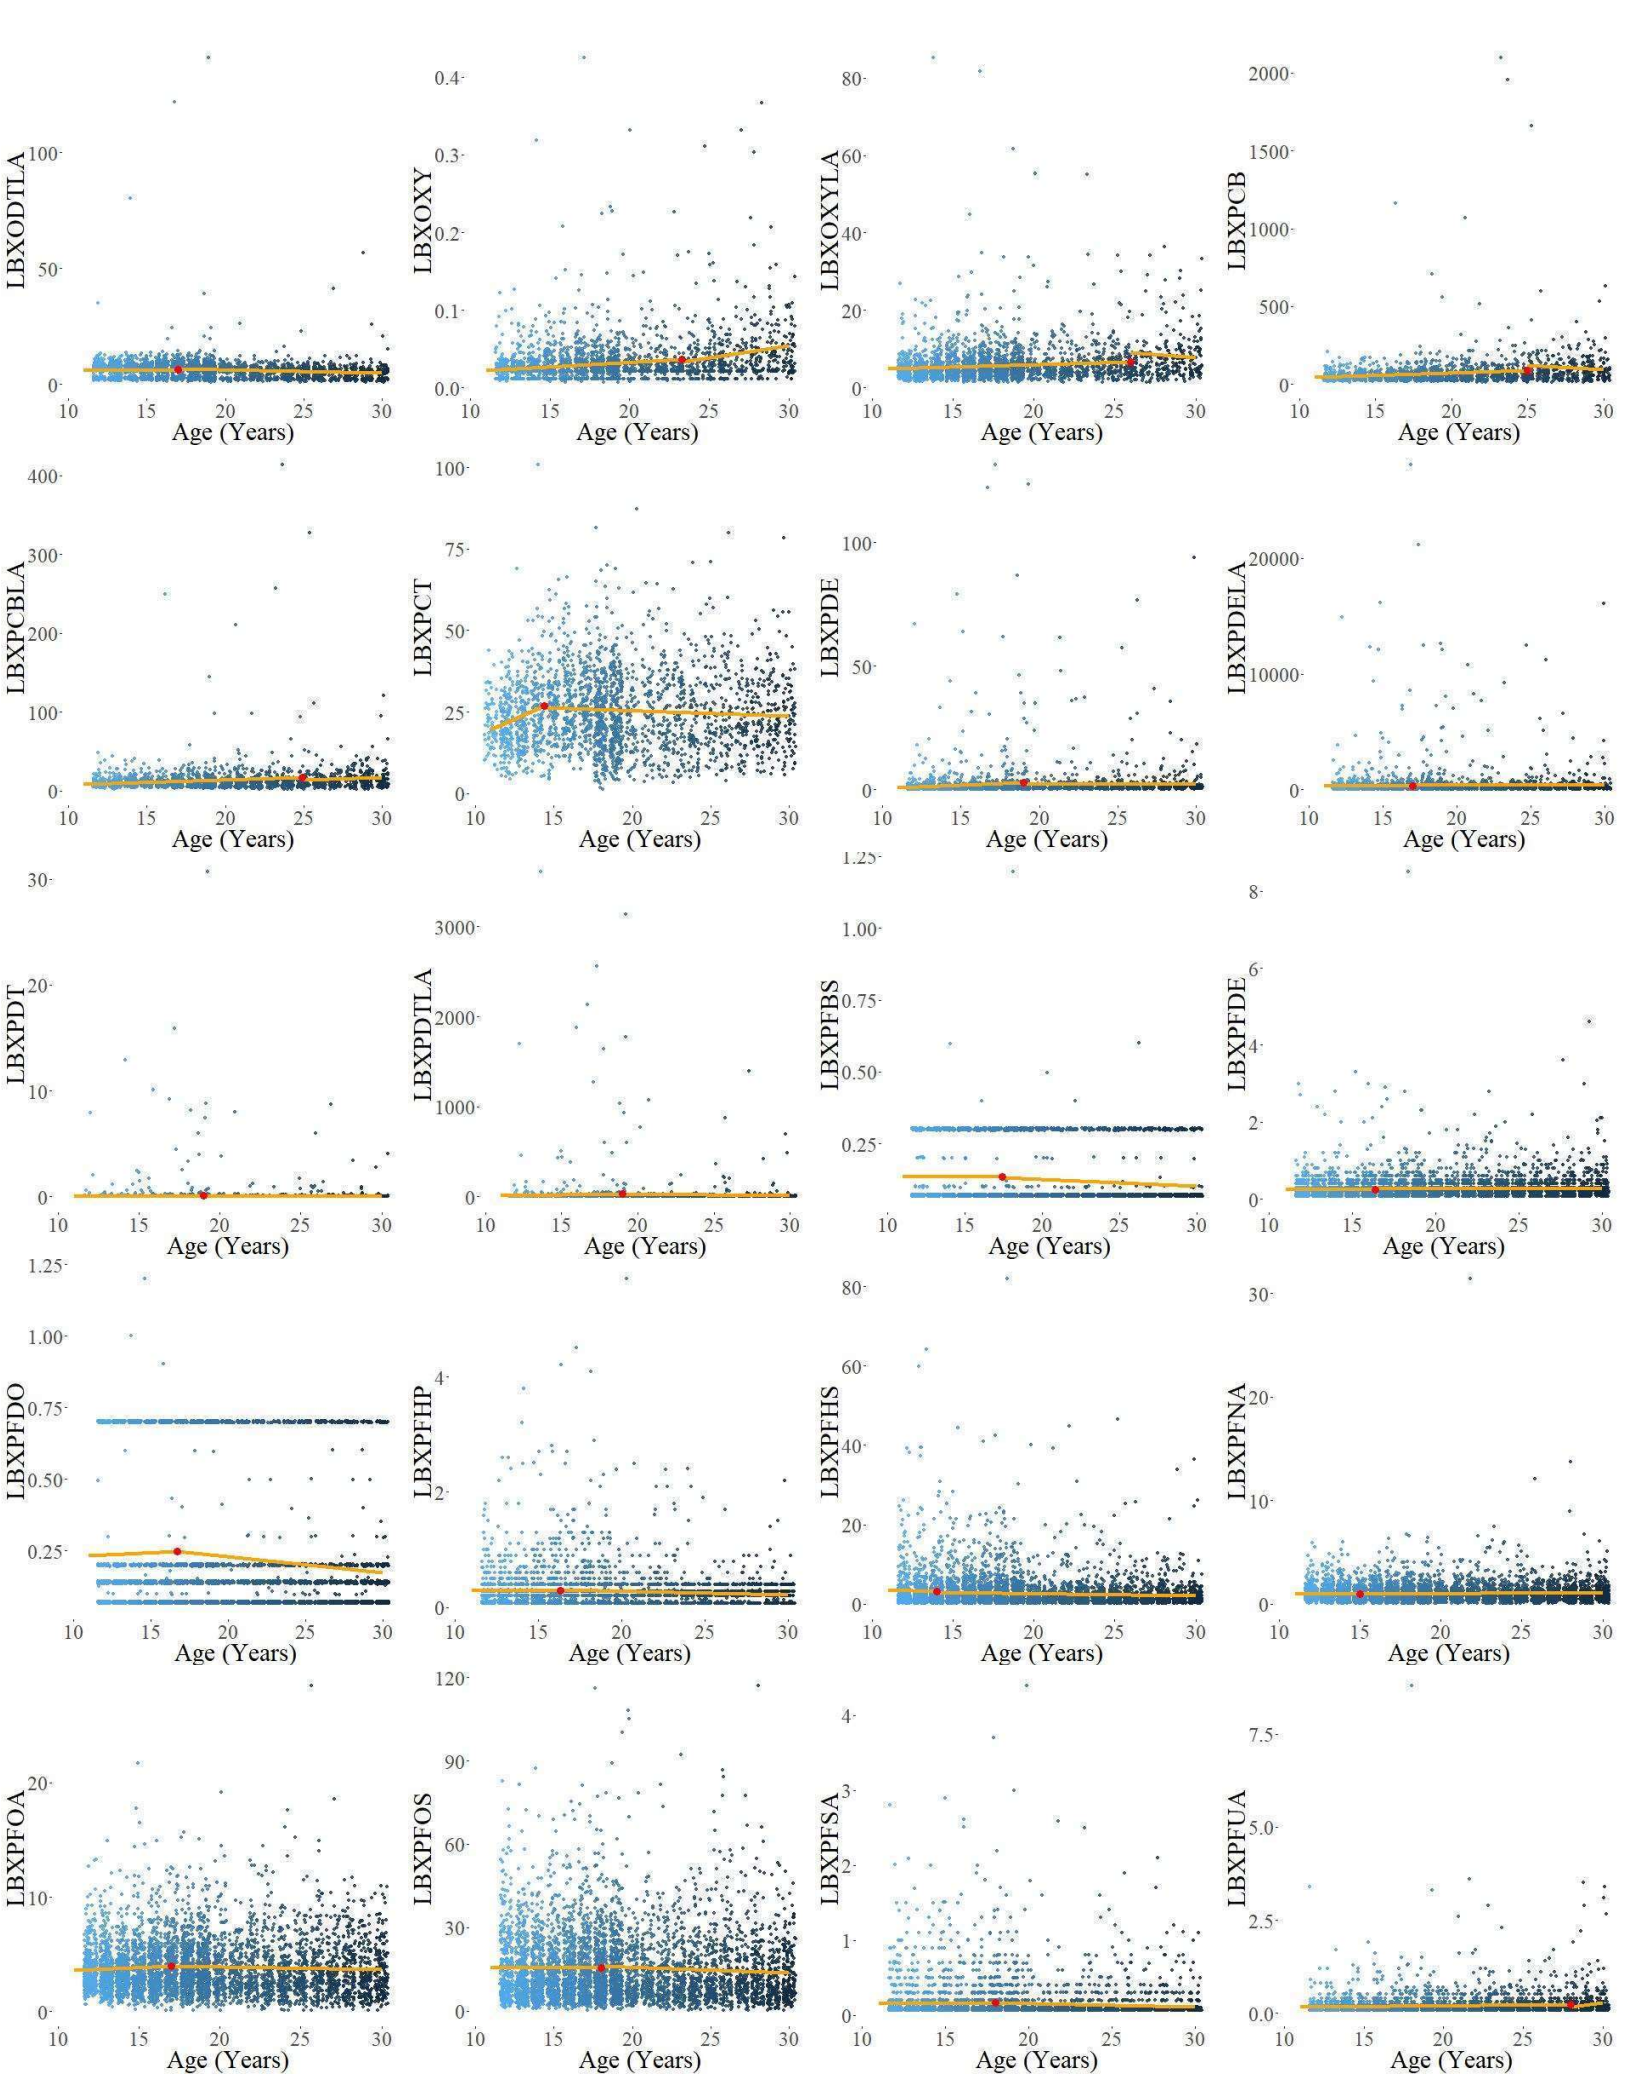 LBXODTLA
100
50
0
10 15 20 25 30
Age (Years)
LBXOXY
0.4
0.3
0.2
0.1
0.0
10 15 20 25 30
Age (Years)
LBXOXYLA
80
60
40
20
0
10 15 20 25 30
Age (Years)
LBXPCB
2000
1500
1000
500
0
10 15 20 25 30
Age (Years)
LBXPCBLA
400
300
200
100
0
10 15 20 25 30
Age (Years)
LBXPCT
100
75
50
25
0
10 15 20 25 30
Age (Years)
LBXPDE
100
50
0
10 15 20 25 30
Age (Years)
LBXPDELA
20000
10000
0
10 15 20 25 30
Age (Years)
LBXPDT
30
20
10
0
10 15 20 25 30
Age (Years)
LBXPDTLA
3000
2000
1000
0
10 15 20 25 30
Age (Years)
LBXPFBS
1.25
1.00
0.75
0.50
0.25
10 15 20 25 30
Age (Years)
LBXPFDE
8
6
4
2
0
10 15 20 25 30
Age (Years)
LBXPFDO
1.25
1.00
0.75
0.50
0.25
10 15 20 25 30
Age (Years)
LBXPFHP
4
2
0
10 15 20 25 30
Age (Years)
LBXPFHS
80
60
40
20
0
10 15 20 25 30
Age (Years)
LBXPFNA
30
20
10
0
10 15 20 25 30
Age (Years)
LBXPFOA
20
10
0
10 15 20 25 30
Age (Years)
LBXPFOS
120
90
60
30
0
10 15 20 25 30
Age (Years)
LBXPFSA
4
3
2
1
0
10 15 20 25 30
Age (Years)
LBXPFUA
7.5
5.0
2.5
0.0
10 15 20 25 30
Age (Years)